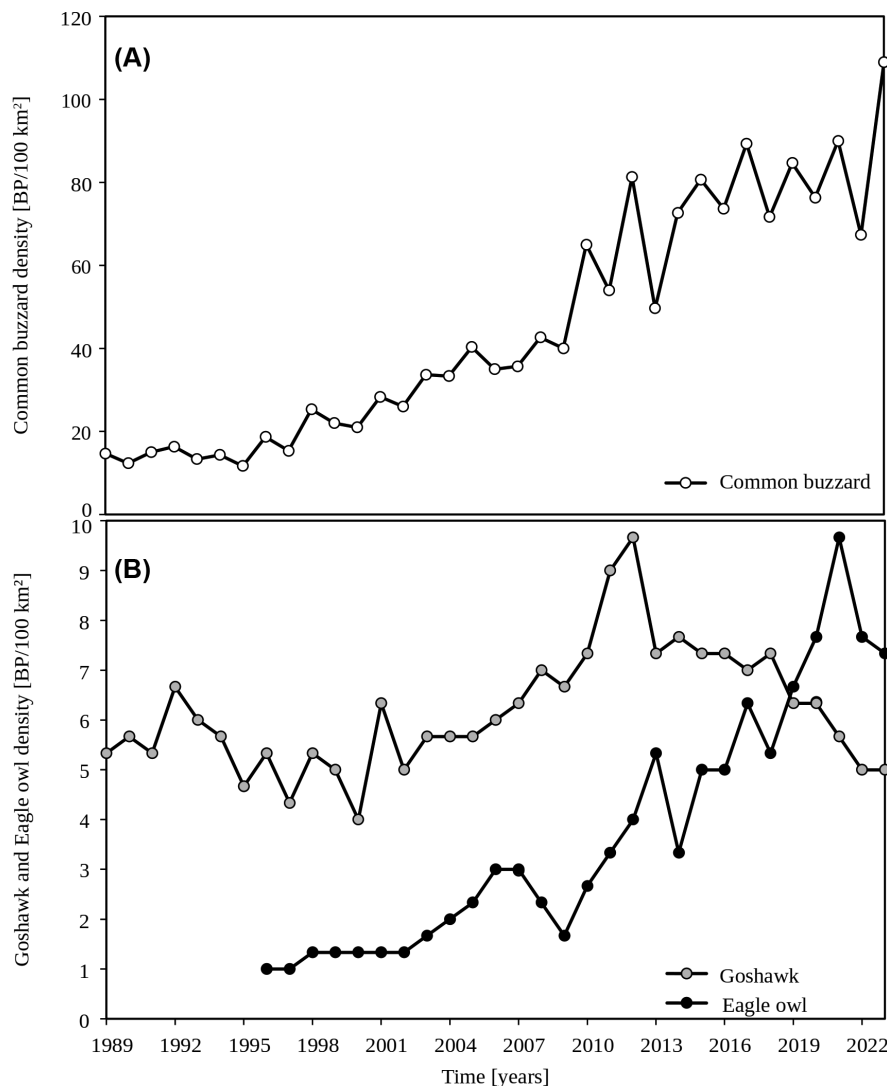 120
(A)
100
80
60
40
20
0
Common buzzard density [BP/100 km²]
Common buzzard
10
(B)
9
8
7
6
5
4
3
2
1
0
Goshawk and Eagle owl density [BP/100 km²]
Goshawk
Eagle owl
1989 1992 1995 1998 2001 2004 2007 2010 2013 2016 2019 2022
Time [years]